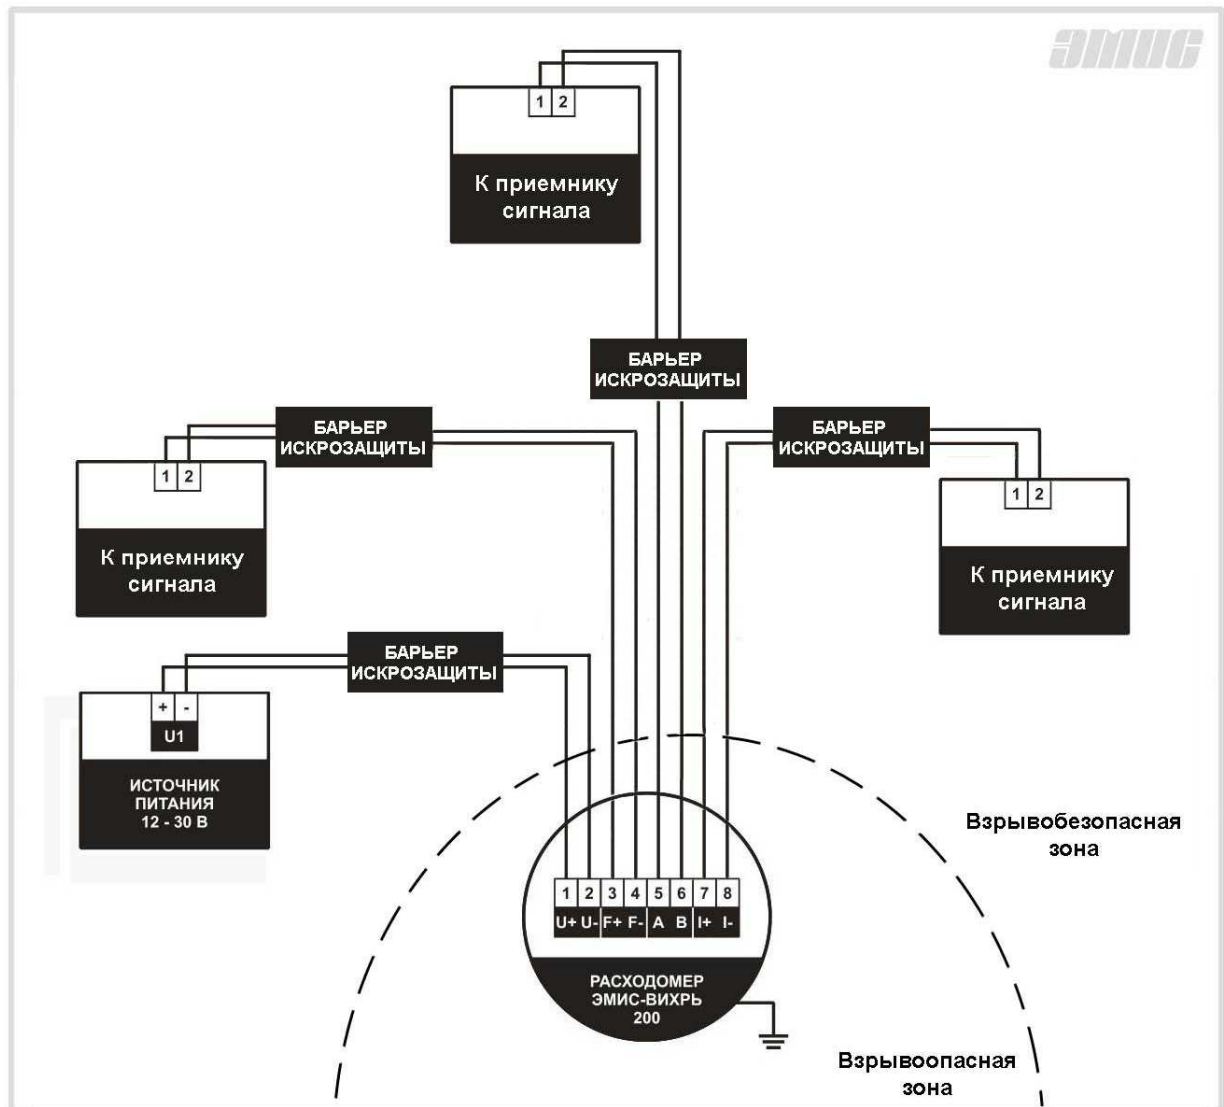 ЭМИС
1 2
К приемнику
сигнала
БАРЬЕР
ИСКРОЗАЩИТЫ
БАРЬЕР
ИСКРОЗАЩИТЫ
БАРЬЕР
ИСКРОЗАЩИТЫ
1 2
К приемнику
сигнала
1 2
К приемнику
сигнала
БАРЬЕР
ИСКРОЗАЩИТЫ
+ -
U1
ИСТОЧНИК
ПИТАНИЯ
12 - 30 В
Взрывобезопасная
зона
1 2 3 4 5 6 7 8
U+ U- F+ F- A B I+ I-
РАСХОДОМЕР
ЭМИС-ВИХРЬ
200
Взрывоопасная
зона